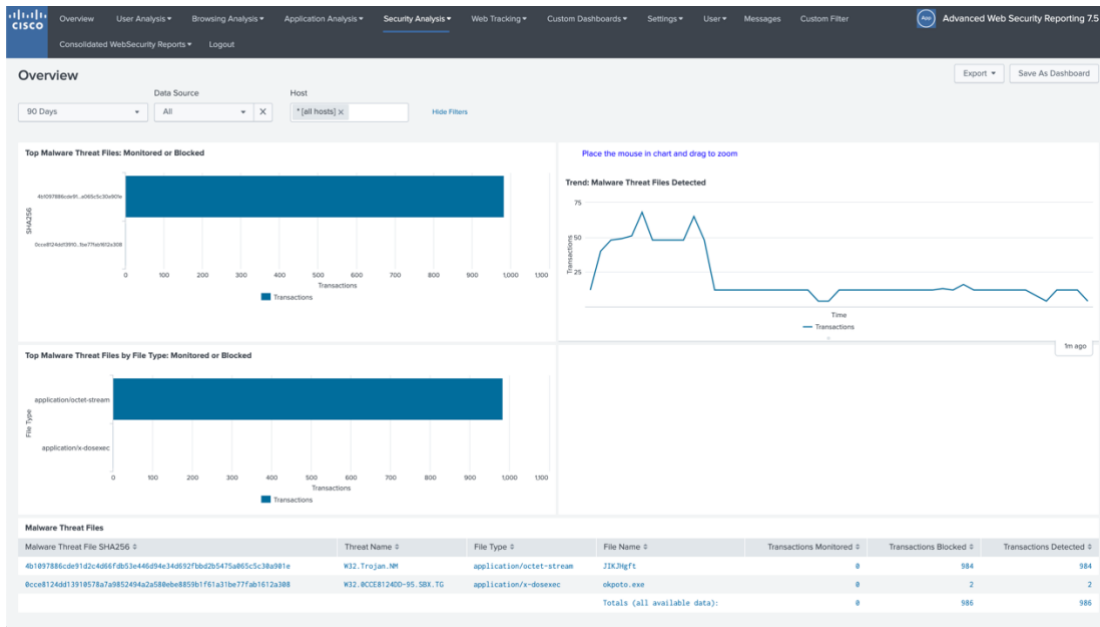 CISCO
Overview User Analysis Browsing Analysis Application Analysis Security Analysis Web Tracking Custom Dashboards Settings User Messages Custom Filter
App Advanced Web Security Reporting 7.5
Consolidated WebSecurity Reports Logout
Overview
Export Save As Dashboard
Data Source Host
90 Days All X * [all hosts] x Hide Filters
Top Malware Threat Files: Monitored or Blocked
SHA256
4b1097886cde91...a065c5c30a901e
0cce8124dd13910...1be77fab1612a308
0 100 200 300 400 500 600 700 800 900 1,000 1,100
Transactions
Transactions
Place the mouse in chart and drag to zoom
Trend: Malware Threat Files Detected
75
50
25
Transactions
Time
Transactions
1m ago
Top Malware Threat Files by File Type: Monitored or Blocked
File Type
application/octet-stream
application/x-dosexec
0 100 200 300 400 500 600 700 800 900 1,000 1,100
Transactions
Transactions
Malware Threat Files
Malware Threat File SHA256 Threat Name File Type File Name Transactions Monitored Transactions Blocked Transactions Detected
4b1097886cde91d2c4d66fdb53e446d94e34d692fbbd2b5475a065c5c30a901e W32.Trojan.NM application/octet-stream JIKJHgft 0 984 984
0cce8124dd13910578a7a9852494a2a580ebe8859b1f61a31be77fab1612a308 W32.0CCE8124DD-95.SBX.TG application/x-dosexec okpoto.exe 0 2 2
Totals (all available data): 0 986 986